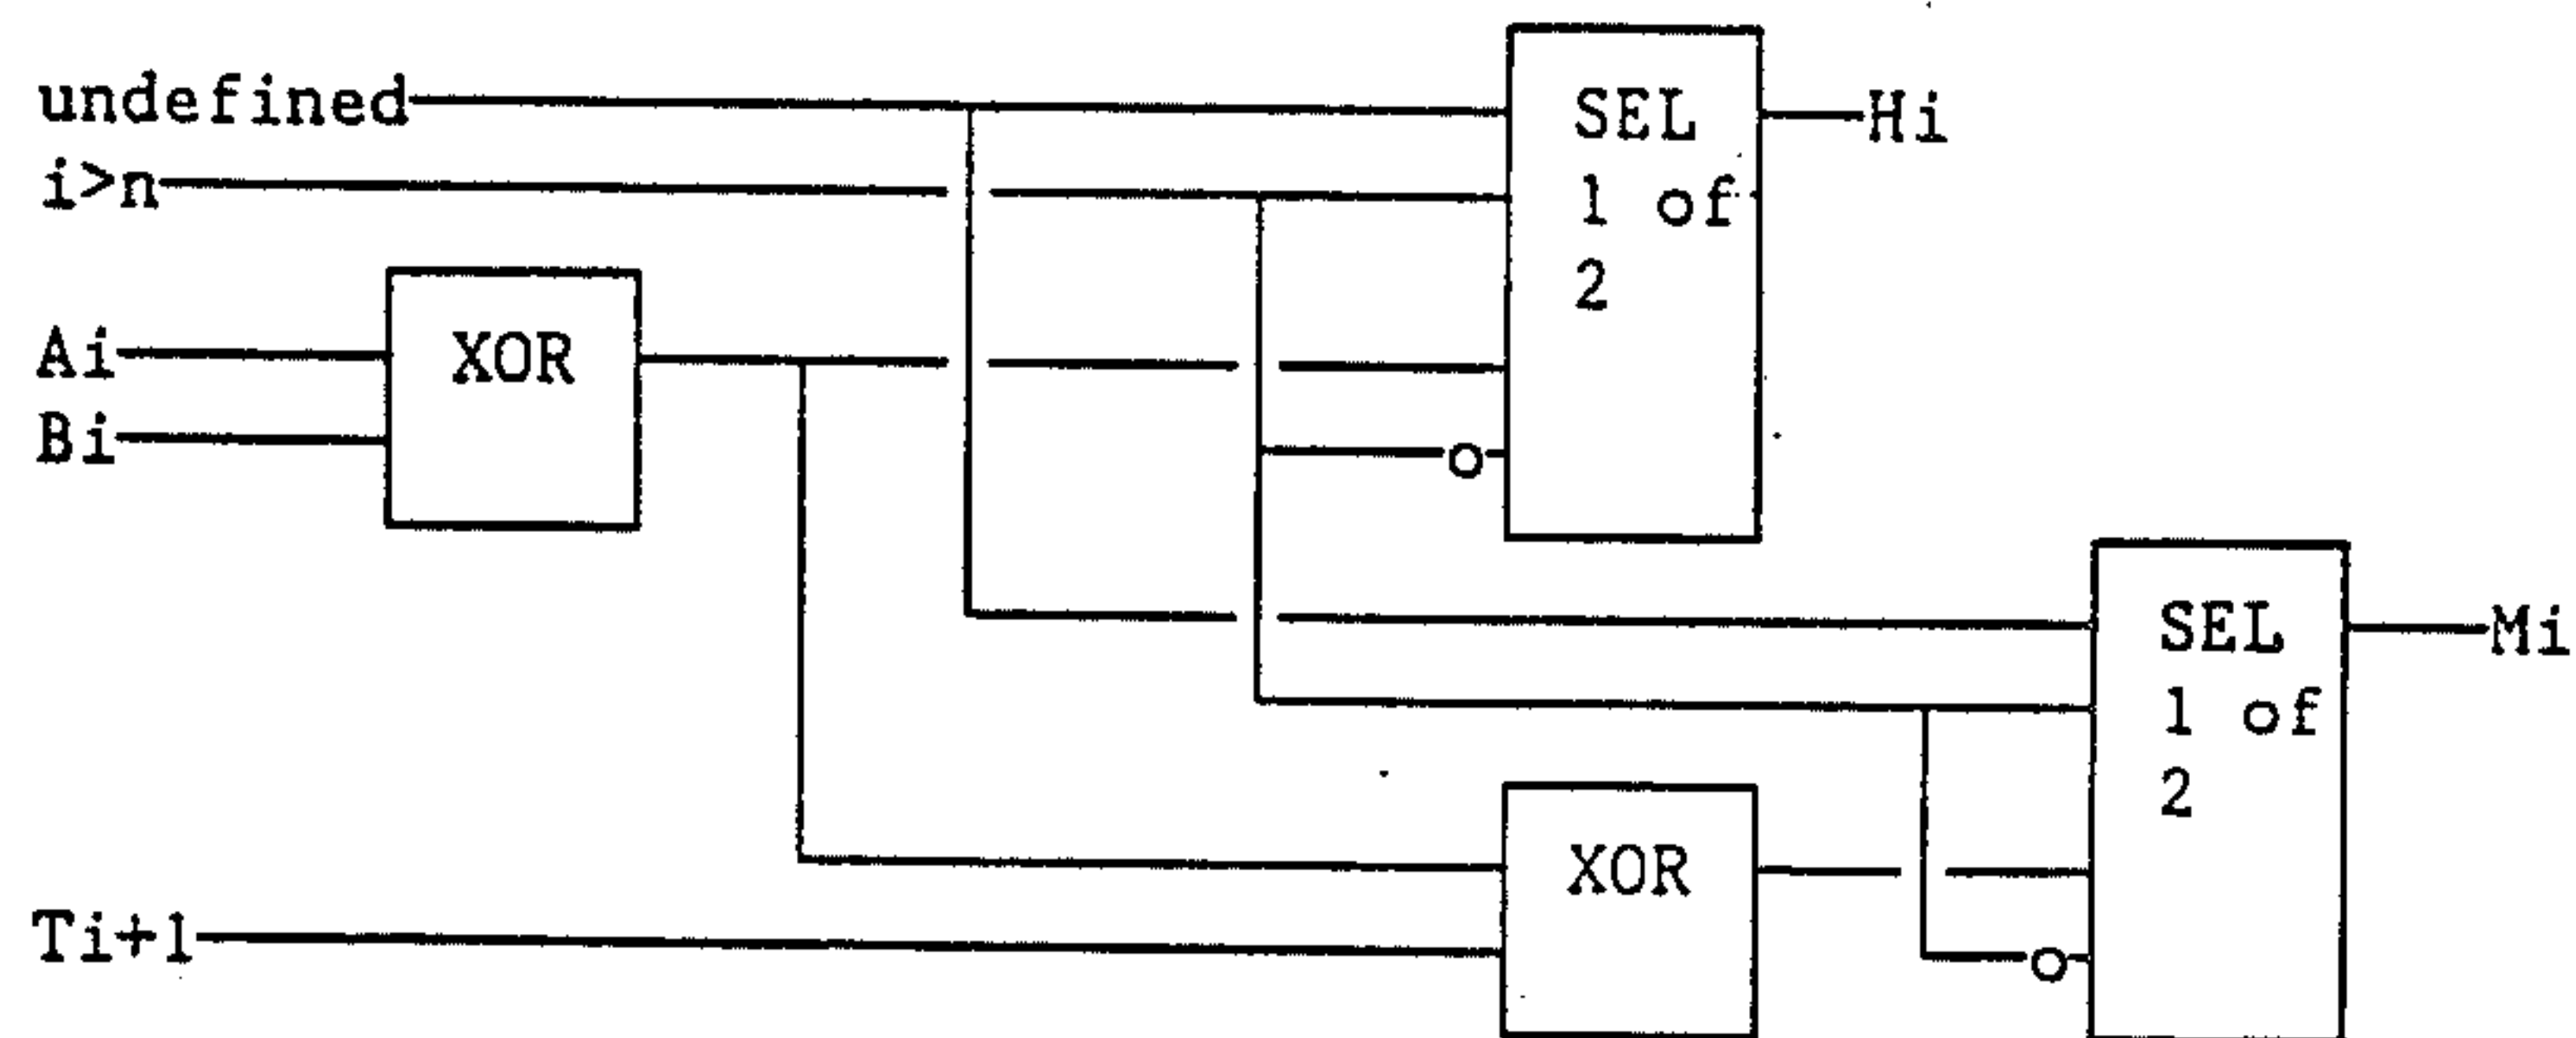 undefined
i>n
Ai
Bi
XOR
SEL
1 of
2
Hi
SEL
1 of
2
Mi
XOR
Ti+1